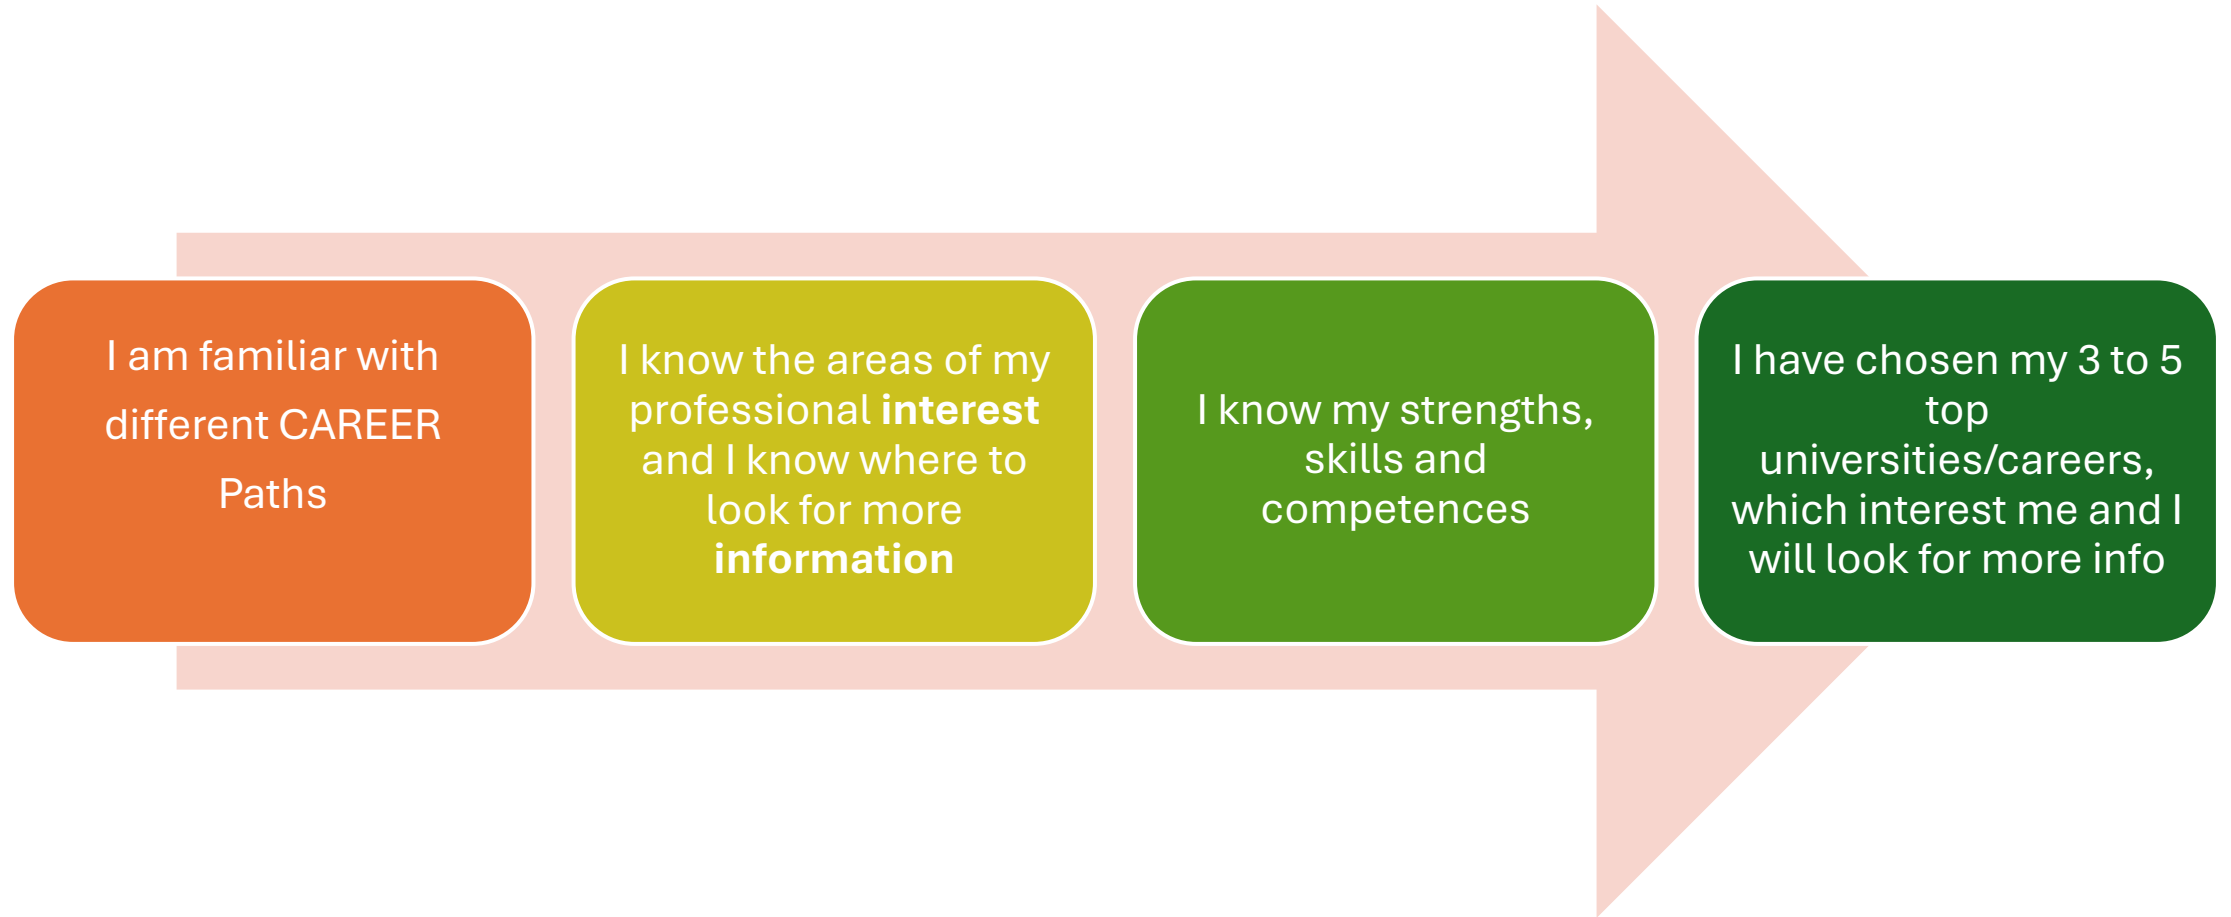 I am familiar with
different CAREER
Paths
I know the areas of my
professional interest
and I know where to
look for more
information
I know my strengths,
skills and
competences
I have chosen my 3 to 5
top
universities/careers,
which interest me and I
will look for more info